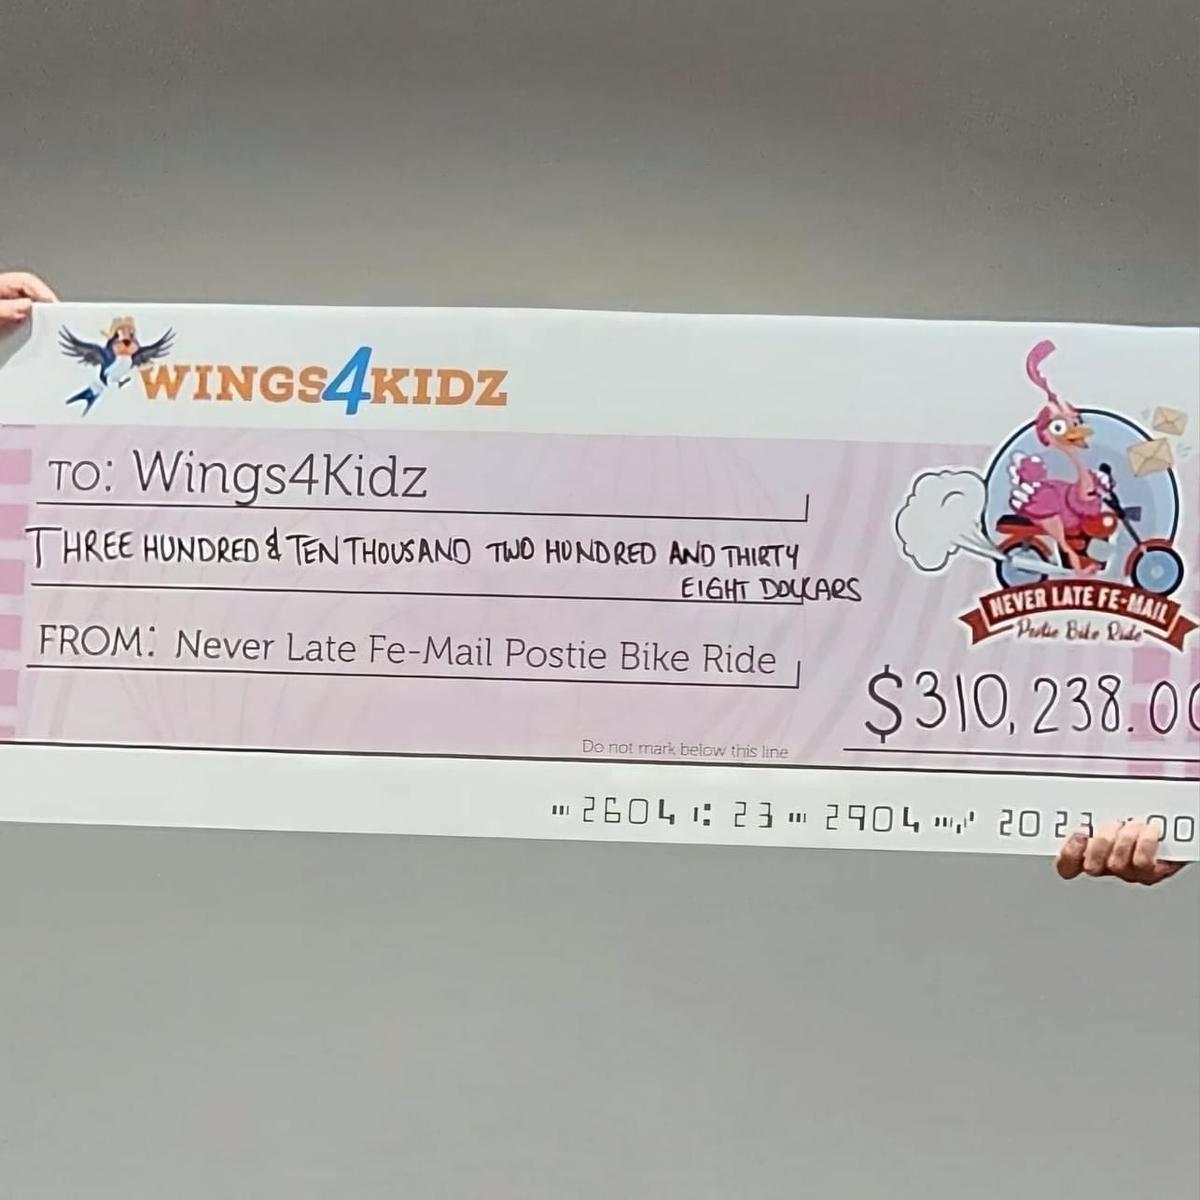 WINGS4KIDZ
TO: Wings4Kidz
THREE HUNDRED & TEN THOUSAND TWO HUNDRED AND THIRTY
EIGHT DOLLARS
FROM: Never Late Fe-Mail Postie Bike Ride
NEVER LATE FE-MAIL
Postie Bike Ride
$310,238.00
Do not mark below this line
2604 23 2904 2023 00